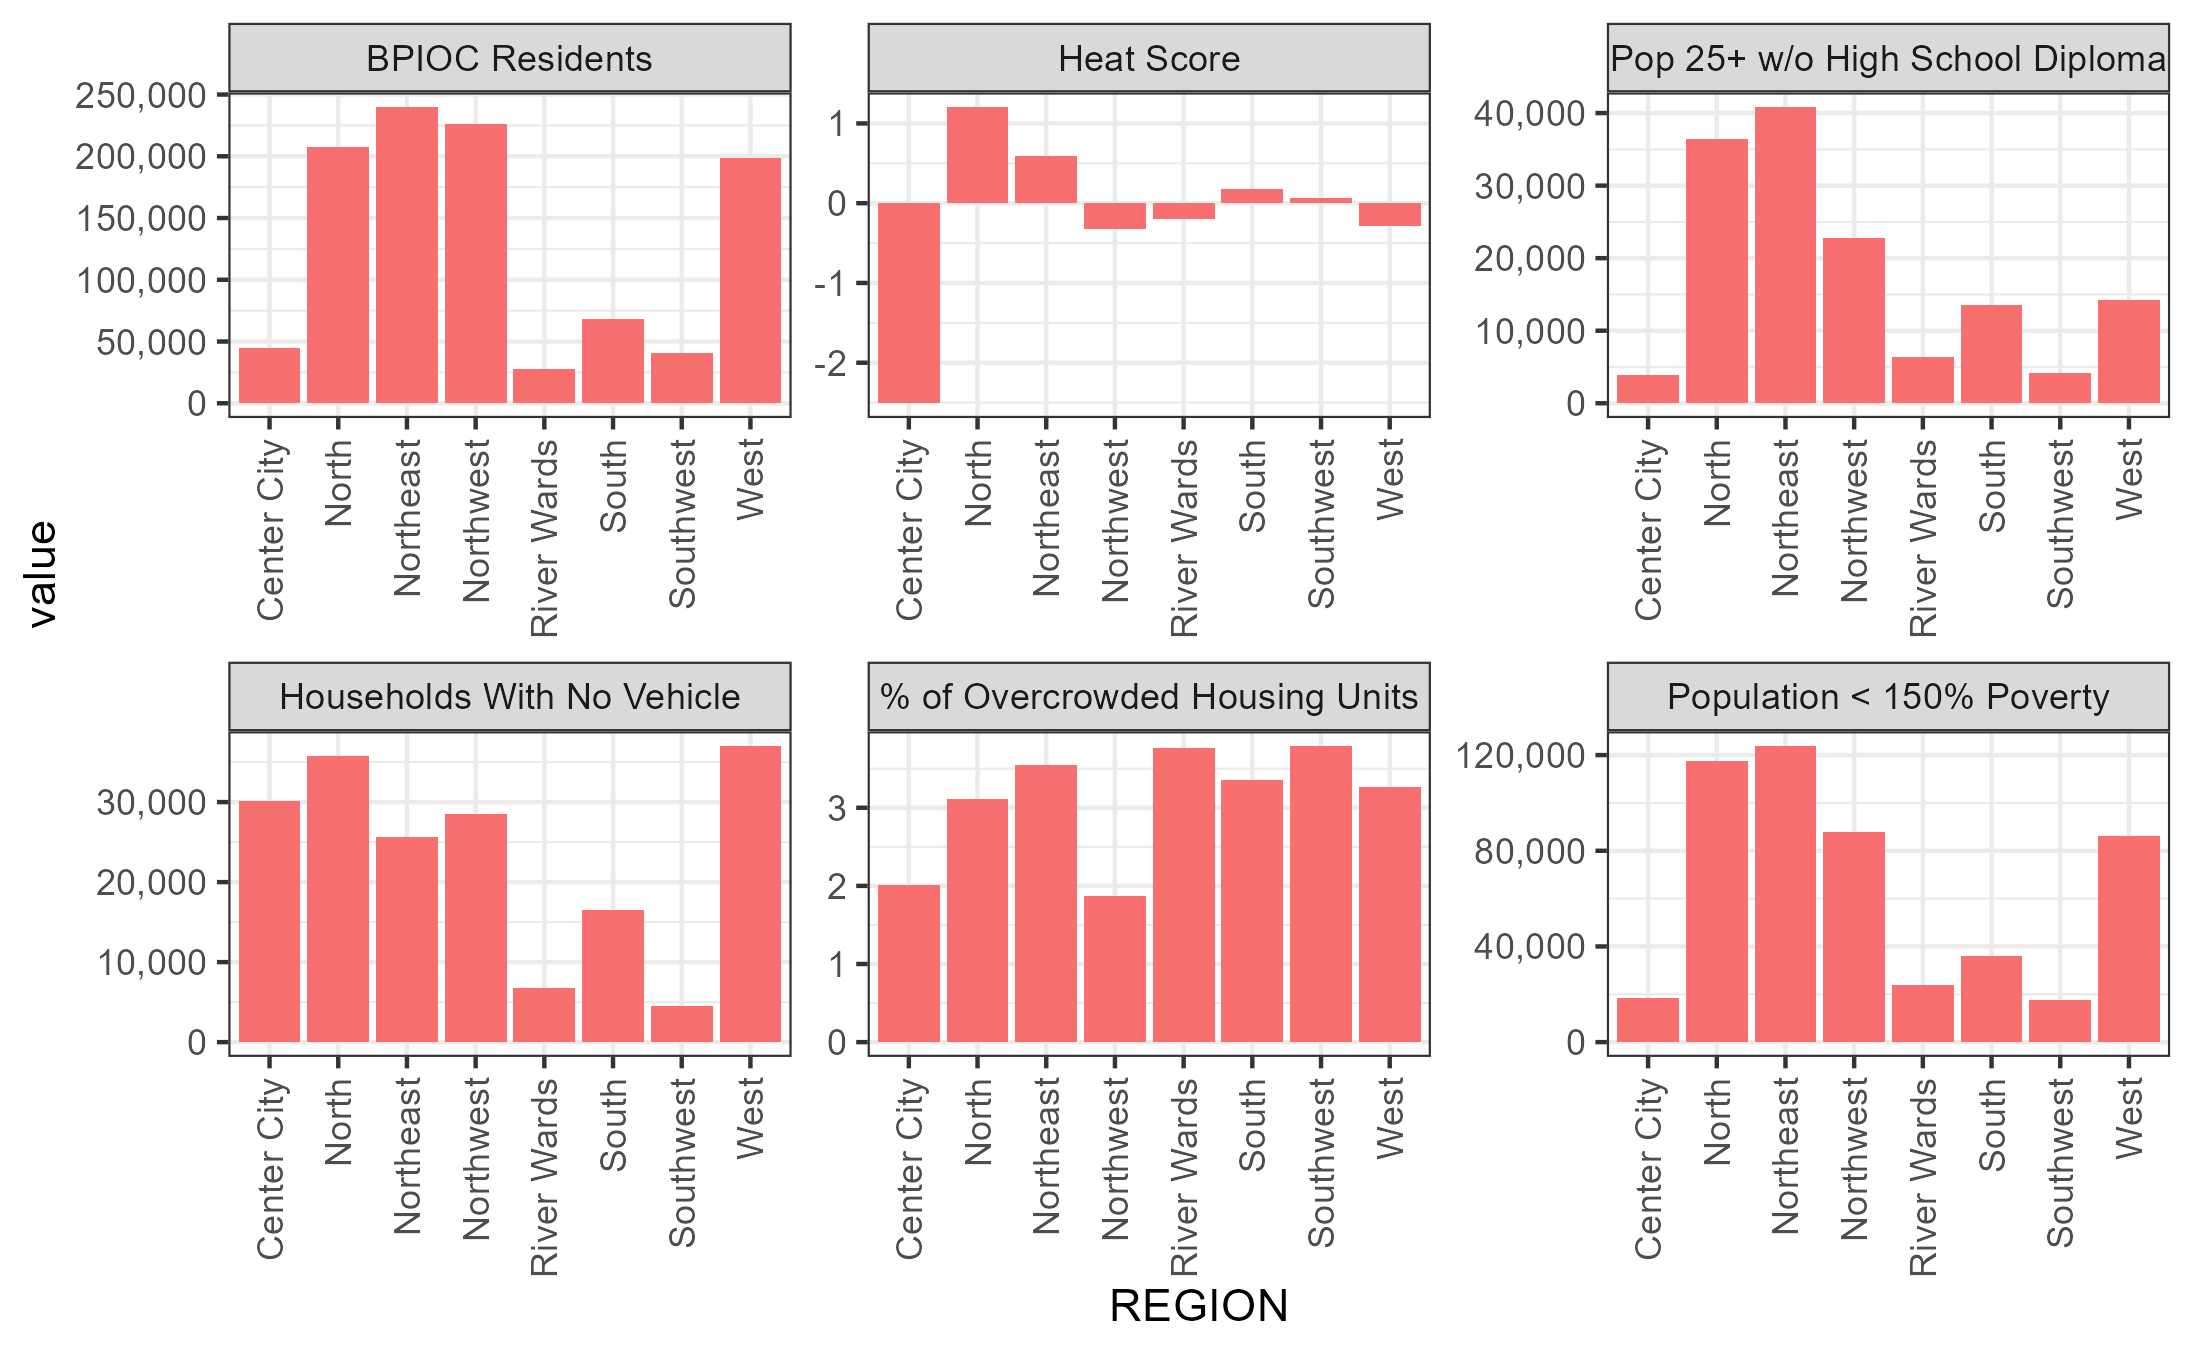 BPIOC Residents
Heat Score
Pop 25+ w/o High School Diploma
250,000
200,000
150,000
100,000
50,000
0
1
0
-1
-2
40,000
30,000
20,000
10,000
0
Center City
North
Northeast
Northwest
River Wards
South
Southwest
West
Center City
North
Northeast
Northwest
River Wards
South
Southwest
West
Center City
North
Northeast
Northwest
River Wards
South
Southwest
West
value
Households With No Vehicle
% of Overcrowded Housing Units
Population < 150% Poverty
30,000
20,000
10,000
0
3
2
1
0
120,000
80,000
40,000
0
Center City
North
Northeast
Northwest
River Wards
South
Southwest
West
Center City
North
Northeast
Northwest
River Wards
South
Southwest
West
Center City
North
Northeast
Northwest
River Wards
South
Southwest
West
REGION